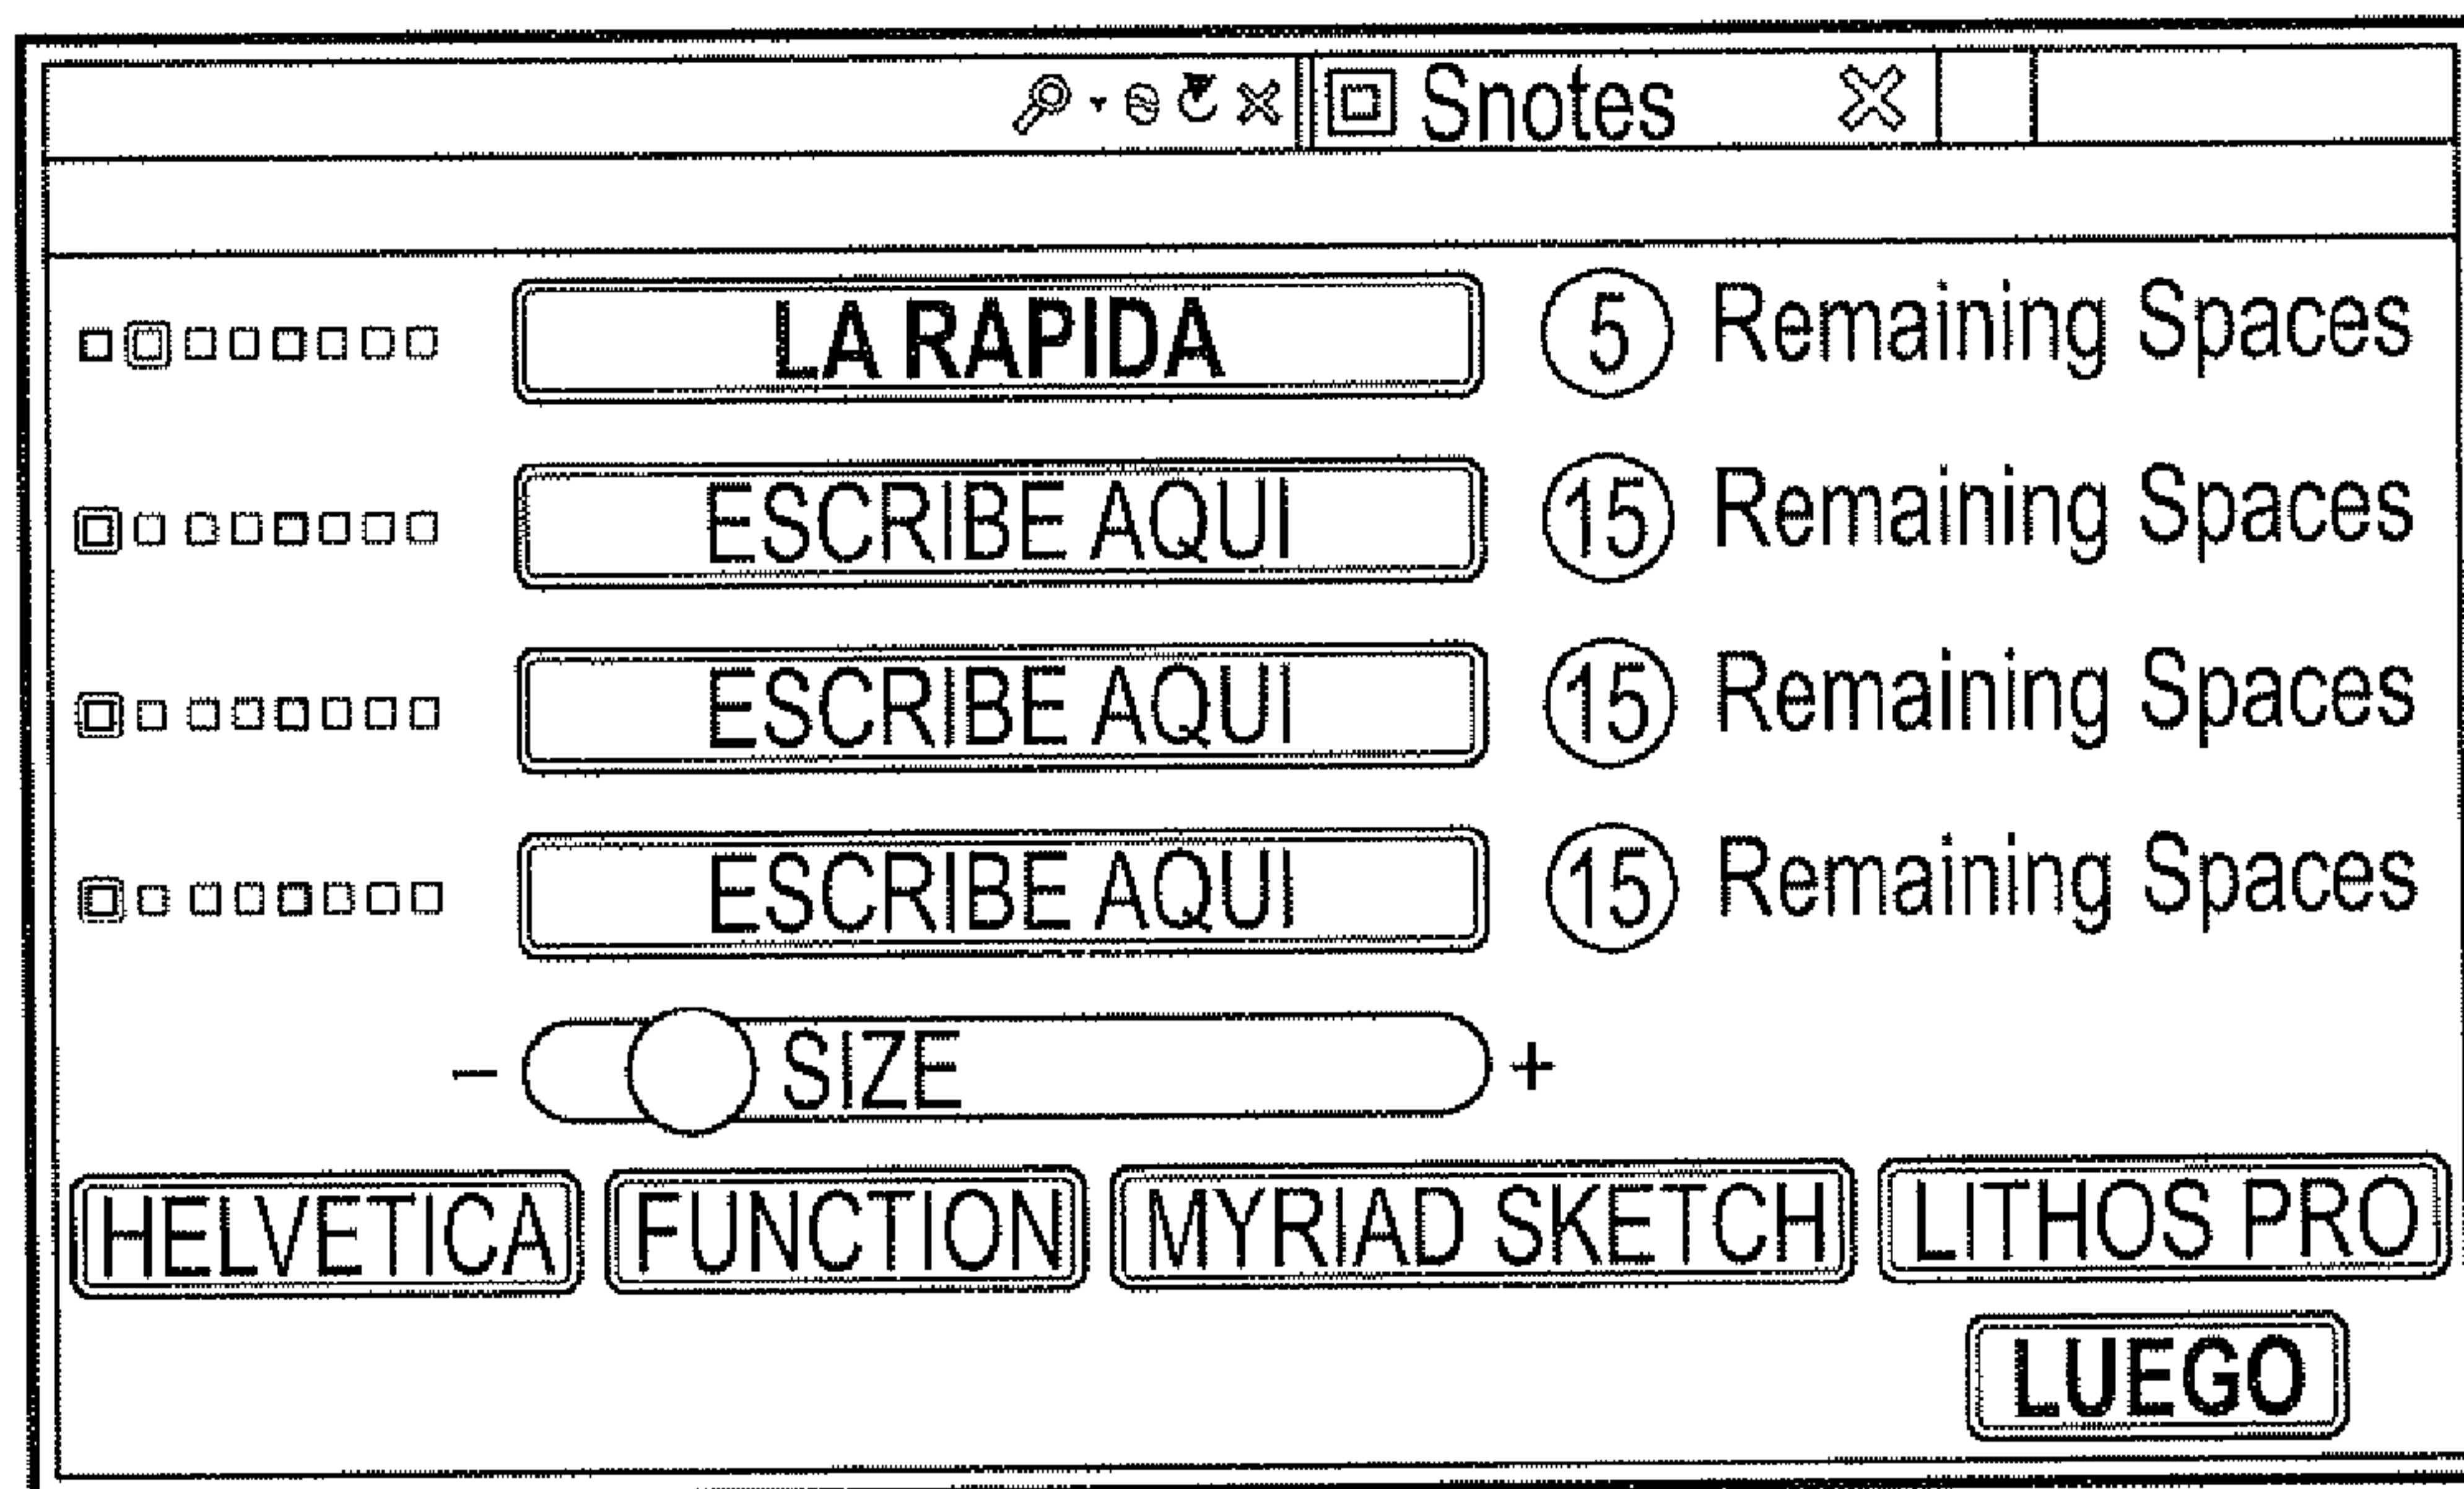 Snotes
LA RAPIDA 5 Remaining Spaces
ESCRIBE AQUI 15 Remaining Spaces
ESCRIBE AQUI 15 Remaining Spaces
ESCRIBE AQUI 15 Remaining Spaces
- SIZE +
HELVETICA FUNCTION MYRIAD SKETCH LITHOS PRO
LUEGO